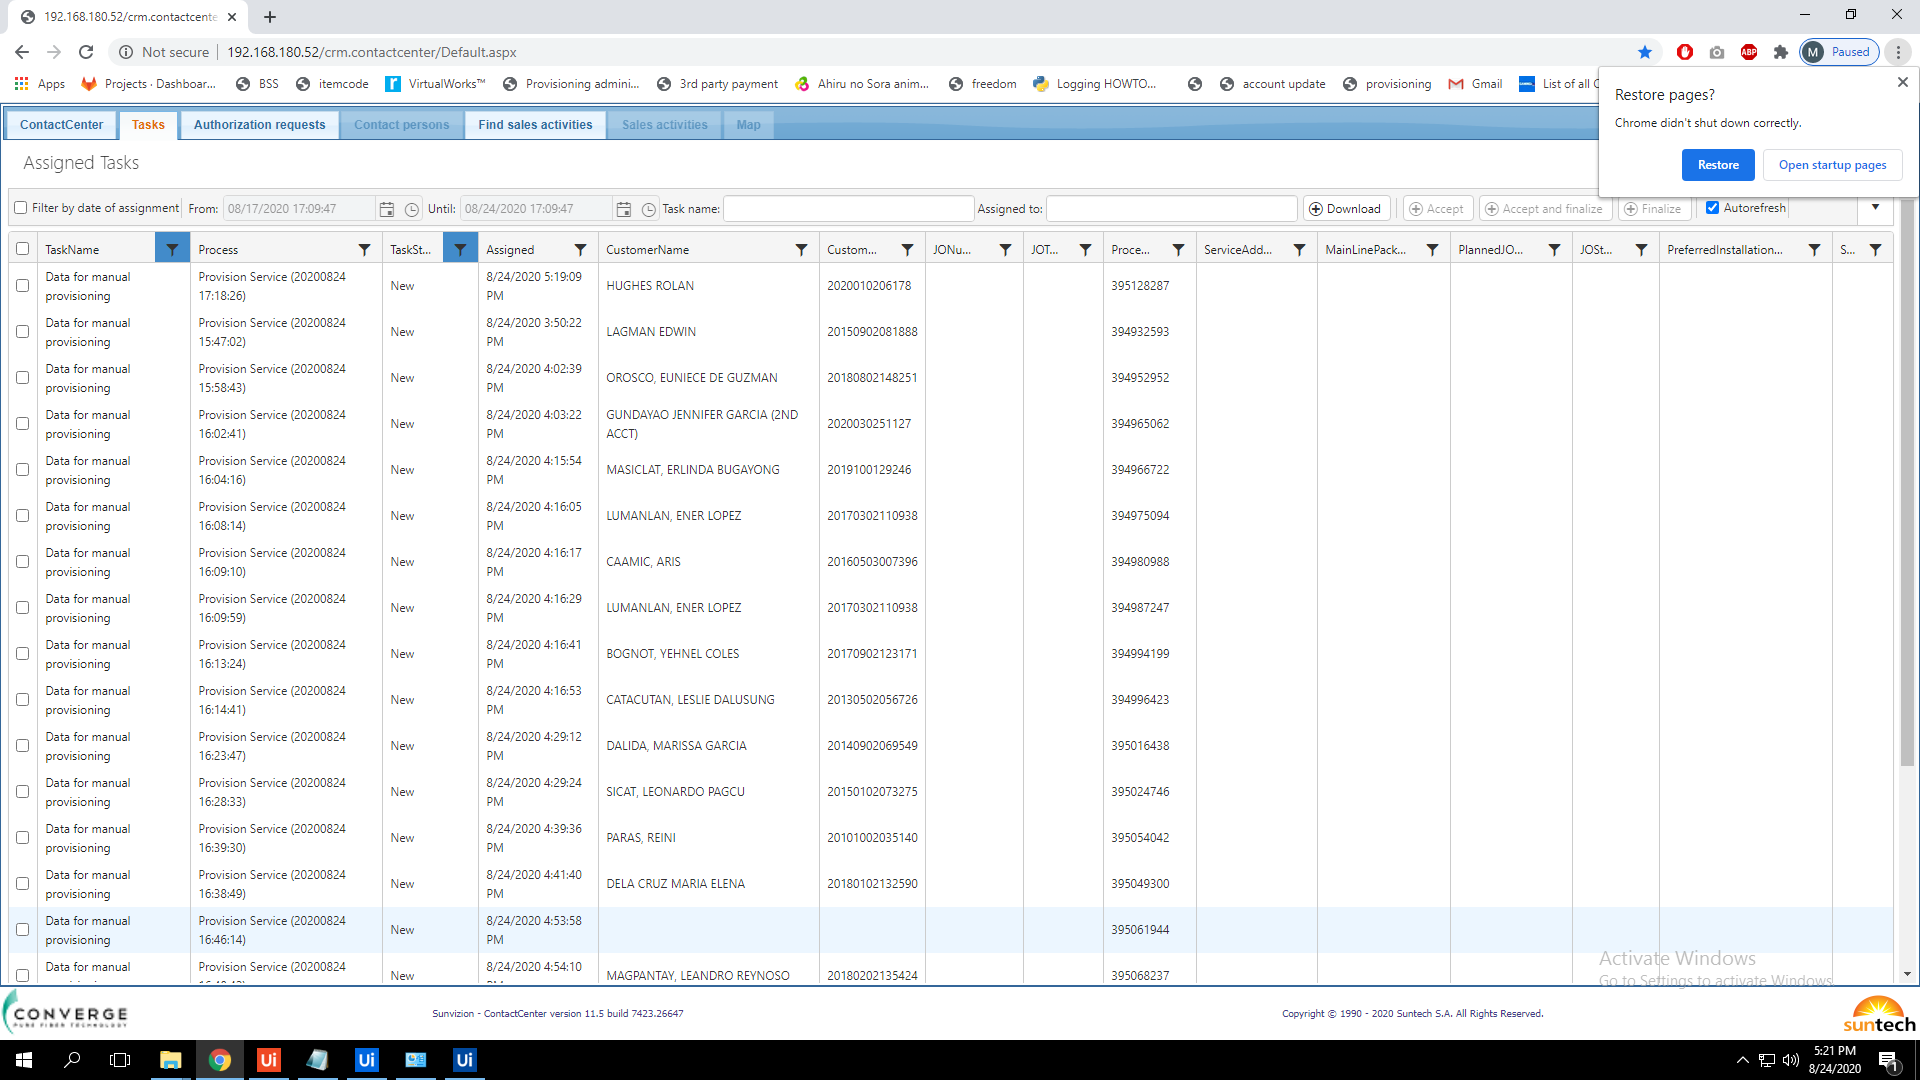 192.168.180.52/crm.contactcente
Not secure 192.168.180.52/crm.contactcenter/Default.aspx
M Paused
Apps Projects · Dashboar... BSS itemcode VirtualWorks™ Provisioning admini... 3rd party payment Ahiru no Sora anim... freedom Logging HOWTO... account update provisioning Gmail List of all
Restore pages?
Chrome didn't shut down correctly.
Restore Open startup pages
ContactCenter Tasks Authorization requests Contact persons Find sales activities Sales activities Map
Assigned Tasks
Filter by date of assignment From: 08/17/2020 17:09:47 Until: 08/24/2020 17:09:47 Task name: Assigned to: Download Accept Accept and finalize Finalize Autorefresh
TaskName Process TaskSt... Assigned CustomerName Custom... JONu... JOT... Proce... ServiceAdd... MainLinePack... PlannedJO... JOSt... PreferredInstallation... S...
Data for manual provisioning Provision Service (20200824 17:18:26) New 8/24/2020 5:19:09 PM HUGHES ROLAN 2020010206178 395128287
Data for manual provisioning Provision Service (20200824 15:47:02) New 8/24/2020 3:50:22 PM LAGMAN EDWIN 20150902081888 394932593
Data for manual provisioning Provision Service (20200824 15:58:43) New 8/24/2020 4:02:39 PM OROSCO, EUNIECE DE GUZMAN 20180802148251 394952952
Data for manual provisioning Provision Service (20200824 16:02:41) New 8/24/2020 4:03:22 PM GUNDAYAO JENNIFER GARCIA (2ND ACCT) 2020030251127 394965062
Data for manual provisioning Provision Service (20200824 16:04:16) New 8/24/2020 4:15:54 PM MASICLAT, ERLINDA BUGAYONG 2019100129246 394966722
Data for manual provisioning Provision Service (20200824 16:08:14) New 8/24/2020 4:16:05 PM LUMANLAN, ENER LOPEZ 20170302110938 394975094
Data for manual provisioning Provision Service (20200824 16:09:10) New 8/24/2020 4:16:17 PM CAAMIC, ARIS 20160503007396 394980988
Data for manual provisioning Provision Service (20200824 16:09:59) New 8/24/2020 4:16:29 PM LUMANLAN, ENER LOPEZ 20170302110938 394987247
Data for manual provisioning Provision Service (20200824 16:13:24) New 8/24/2020 4:16:41 PM BOGNOT, YEHNEL COLES 20170902123171 394994199
Data for manual provisioning Provision Service (20200824 16:14:41) New 8/24/2020 4:16:53 PM CATACUTAN, LESLIE DALUSUNG 20130502056726 394996423
Data for manual provisioning Provision Service (20200824 16:23:47) New 8/24/2020 4:29:12 PM DALIDA, MARISSA GARCIA 20140902069549 395016438
Data for manual provisioning Provision Service (20200824 16:28:33) New 8/24/2020 4:29:24 PM SICAT, LEONARDO PAGCU 20150102073275 395024746
Data for manual provisioning Provision Service (20200824 16:39:30) New 8/24/2020 4:39:36 PM PARAS, REINI 20101002035140 395054042
Data for manual provisioning Provision Service (20200824 16:38:49) New 8/24/2020 4:41:40 PM DELA CRUZ MARIA ELENA 20180102132590 395049300
Data for manual provisioning Provision Service (20200824 16:46:14) New 8/24/2020 4:53:58 PM 395061944
Data for manual Provision Service (20200824 New 8/24/2020 4:54:10 MAGPANTAY, LEANDRO REYNOSO 20180202135424 395068237
Activate Windows
Go to Settings to activate Windows.
CONVERGE
PURE FIBER TECHNOLOGY
Sunvizion - ContactCenter version 11.5 build 7423.26647
Copyright © 1990 - 2020 Suntech S.A. All Rights Reserved.
suntech
Ui Ui Ui
5:21 PM
8/24/2020
1